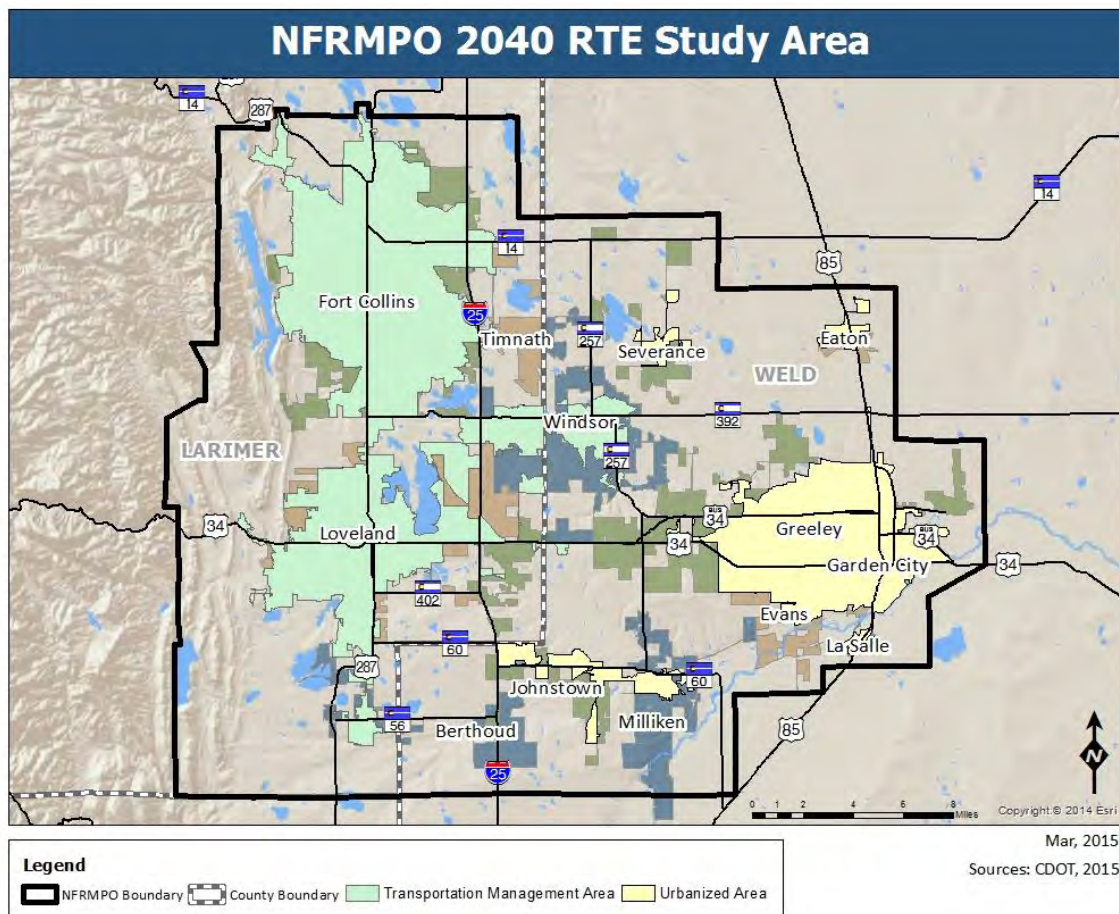 NFRMPO 2040 RTE Study Area
14
287
14
85
14
Fort Collins
25
Timnath
257
Severance
Eaton
WELD
392
Windsor
LARIMER
257
34
Loveland
BUS
34
34
Greeley
BUS
34
Garden City
34
402
Evans
60
La Salle
287
60
Johnstown
56
Berthoud
Milliken
85
25
N
0 1 2 4 6 8
Miles
Copyright:© 2014 Esri
Mar, 2015
Sources: CDOT, 2015
Legend
NFRMPO Boundary County Boundary Transportation Management Area Urbanized Area